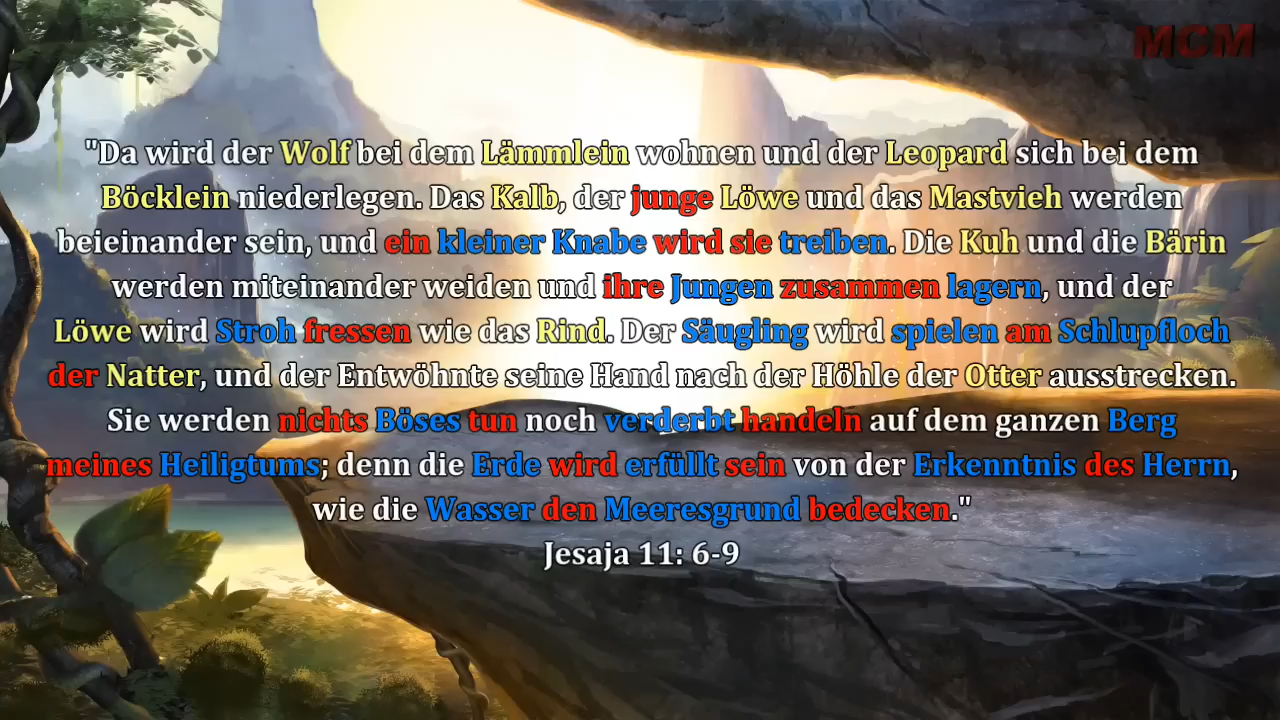 MCM
"Da wird der Wolf bei dem Lämmlein wohnen und der Leopard sich bei dem
Böcklein niederlegen. Das Kalb, der junge Löwe und das Mastvieh werden
beieinander sein, und ein kleiner Knabe wird sie treiben. Die Kuh und die Bärin
werden miteinander weiden und ihre Jungen zusammen lagern, und der
Löwe wird Stroh fressen wie das Rind. Der Säugling wird spielen am Schlupfloch
der Natter, und der Entwöhnte seine Hand nach der Höhle der Otter ausstrecken.
Sie werden nichts Böses tun noch verderbt handeln auf dem ganzen Berg
meines Heiligtums; denn die Erde wird erfüllt sein von der Erkenntnis des Herrn,
wie die Wasser den Meeresgrund bedecken."
Jesaja 11: 6-9